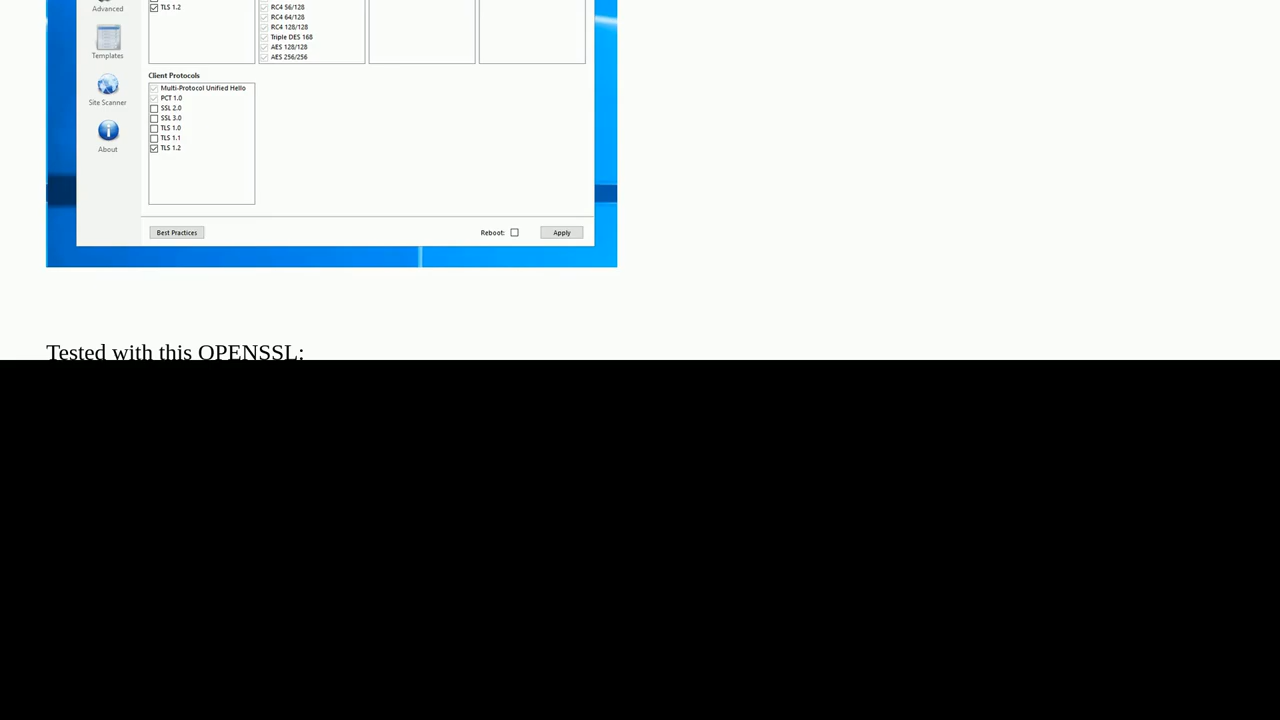 Advanced
Templates
Site Scanner
About
TLS 1.2
RC4 56/128
RC4 64/128
RC4 128/128
Triple DES 168
AES 128/128
AES 256/256
Client Protocols
Multi-Protocol Unified Hello
PCT 1.0
SSL 2.0
SSL 3.0
TLS 1.0
TLS 1.1
TLS 1.2
Best Practices
Reboot:
Apply
Tested with this OPENSSL: